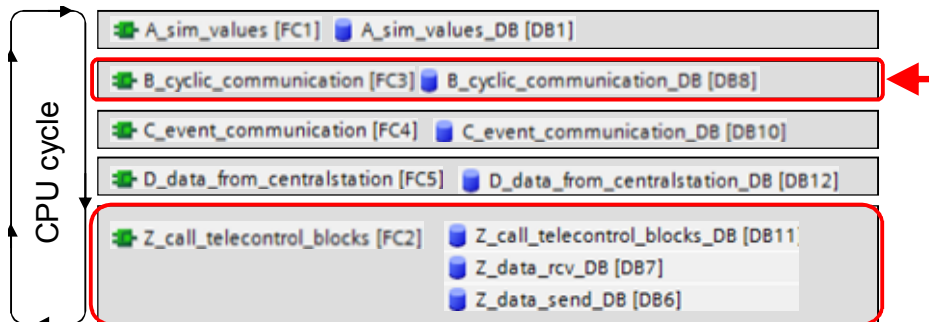 CPU cycle
A_sim_values [FC1] A_sim_values_DB [DB1]
B_cyclic_communication [FC3] B_cyclic_communication_DB [DB8]
C_event_communication [FC4] C_event_communication_DB [DB10]
D_data_from_centralstation [FC5] D_data_from_centralstation_DB [DB12]
Z_call_telecontrol_blocks [FC2] Z_call_telecontrol_blocks_DB [DB11]
Z_data_rcv_DB [DB7]
Z_data_send_DB [DB6]